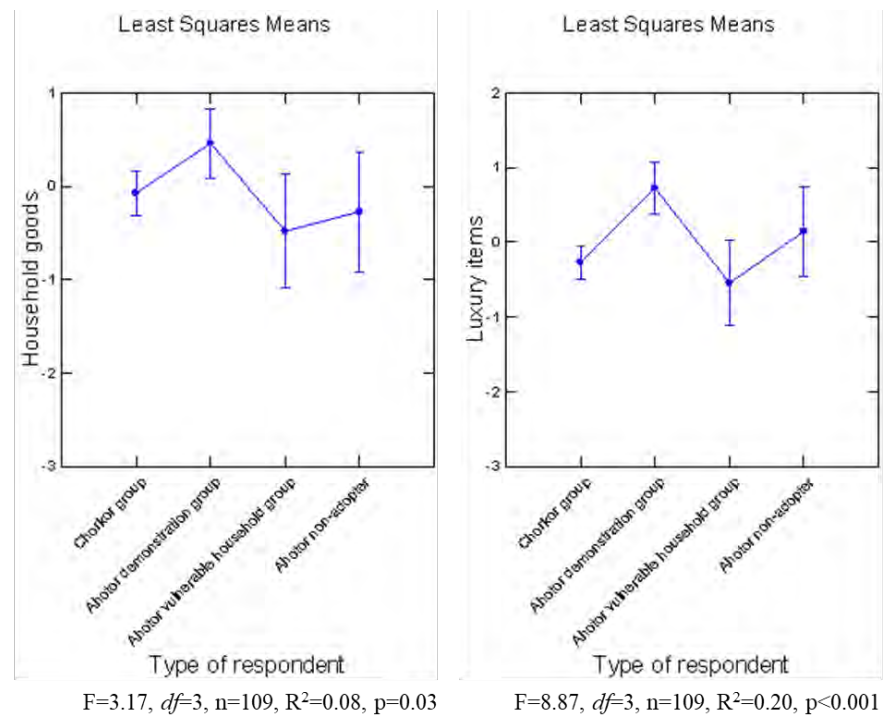 Least Squares Means
1
0
-1
-2
-3
Household goods
Chorkor group
Ahotor demonstration group
Ahotor vulnerable household group
Ahotor non-adopter
Type of respondent
F=3.17, df=3, n=109, R²=0.08, p=0.03
Least Squares Means
2
1
0
-1
-2
-3
Luxury items
Chorkor group
Ahotor demonstration group
Ahotor vulnerable household group
Ahotor non-adopter
Type of respondent
F=8.87, df=3, n=109, R²=0.20, p<0.001